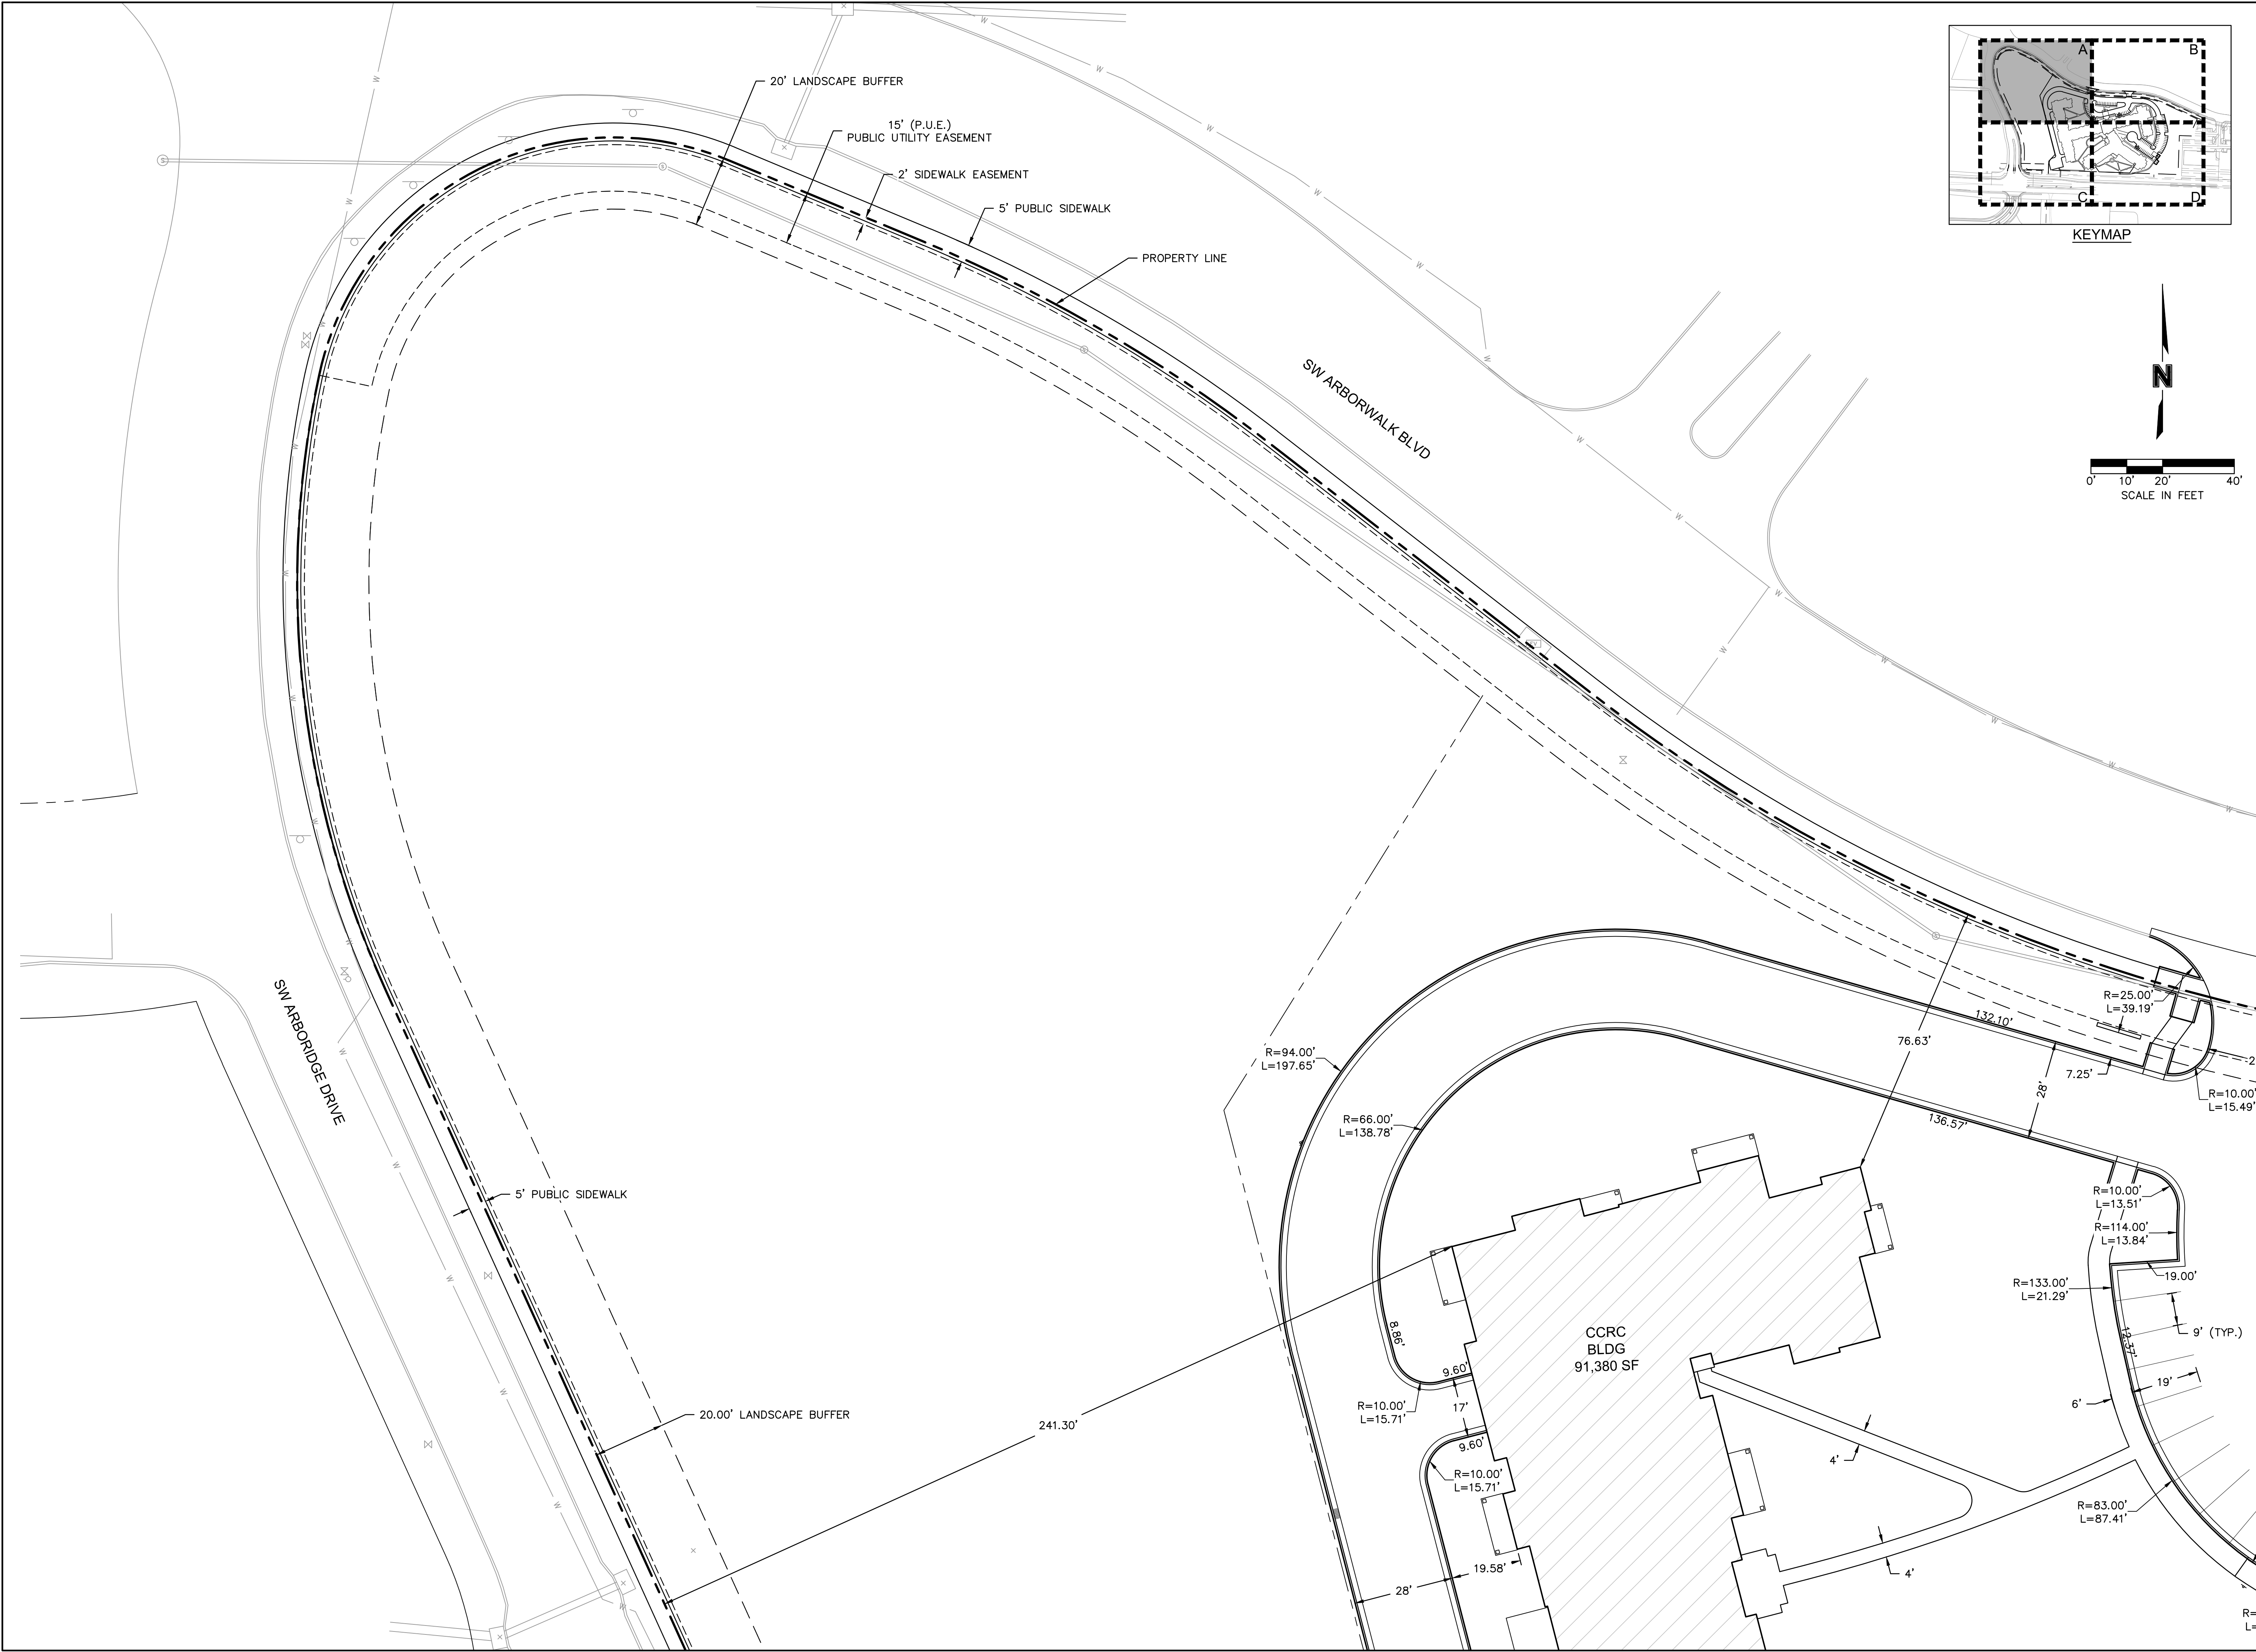 20' LANDSCAPE BUFFER
15' (P.U.E.)
PUBLIC UTILITY EASEMENT
2' SIDEWALK EASEMENT
5' PUBLIC SIDEWALK
PROPERTY LINE
SW ARBORWALK BLVD
A
B
C
D
KEYMAP
N
0' 10' 20' 40'
SCALE IN FEET
SW ARBORIDGE DRIVE
5' PUBLIC SIDEWALK
20.00' LANDSCAPE BUFFER
241.30'
R=94.00'
L=197.65'
R=66.00'
L=138.78'
132.10'
76.63'
136.57'
28'
7.25'
R=25.00'
L=39.19'
R=10.00'
L=15.49'
R=10.00'
L=13.51'
R=114.00'
L=13.84'
19.00'
R=133.00'
L=21.29'
9' (TYP.)
12.37'
19'
6'
8.86'
9.60'
R=10.00'
L=15.71'
17'
9.60'
R=10.00'
L=15.71'
CCRC
BLDG
91,380 SF
4'
R=83.00'
L=87.41'
4'
19.58'
28'